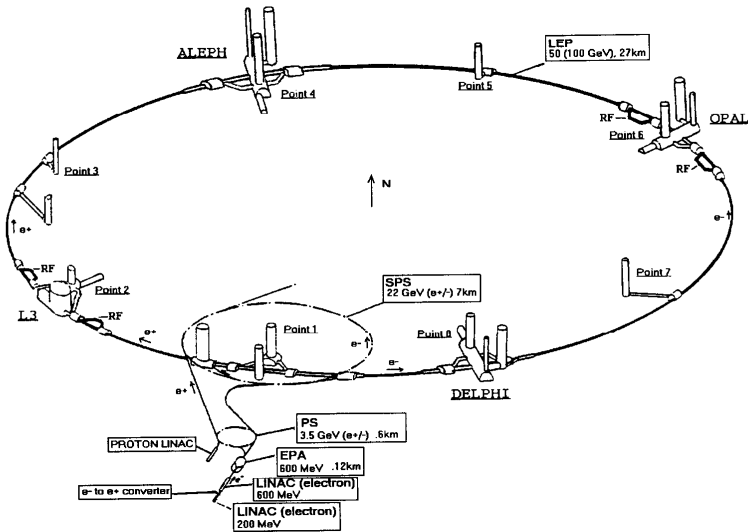 LEP
50 (100 GeV), 27km
ALEPH
Point 4
Point 5
OPAL
RF
Point 6
RF
Point 3
N
e+
e-
RF
Point 2
L3
RF
e+
SPS
22 GeV (e+/-) 7km
Point 7
Point 1
e-
Point 8
e-
DELPHI
e+
PS
3.5 GeV (e+/-) .6km
PROTON LINAC
EPA
600 MeV .12km
LINAC (electron)
600 MeV
e- to e+ converter
LINAC (electron)
200 MeV